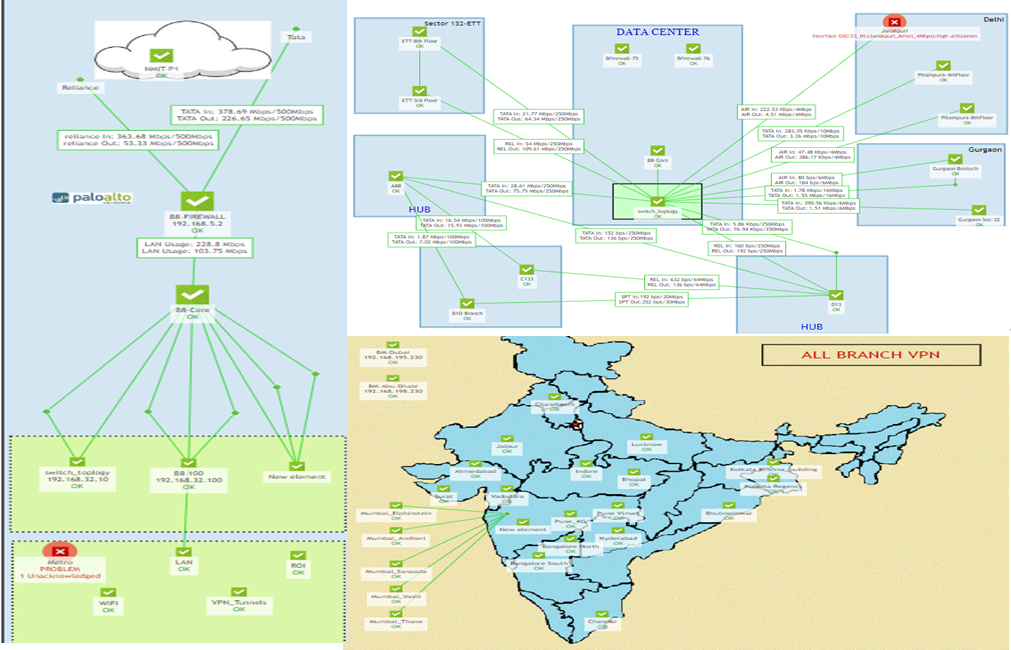 NMIT-P1
OK
Tata
Reliance
TATA In: 378.69 Mbps/500Mbps
TATA Out: 226.65 Mbps/500Mbps
reliance In: 363.68 Mbps/500Mbps
reliance Out: 53.33 Mbps/500Mbps
paloalto
B8-FIREWALL
192.168.5.2
LAN Usage: 228.8 Mbps
LAN Usage: 103.75 Mbps
B8-Core
OK
switch_topology
192.168.32.10
OK
B8-100
192.168.32.100
OK
New element
Metro
PROBLEM
1 Unacknowledged
LAN
OK
ROI
OK
WIFI
OK
VPN_Tunnels
OK
Sector 132-ETT
ETT-8th Floor
OK
ETT-3rd Floor
OK
DATA CENTER
Bfirewall-75
OK
Bfirewall-76
OK
B8-Core
OK
switch_topology
OK
Delhi
Janakpuri
Pitampura-4thFloor
OK
Pitampura-8thFloor
OK
Gurgaon
Gurgaon Bestech
OK
Gurgaon Soc-32
OK
TATA In: 21.77 Mbps/250Mbps
TATA Out: 64.34 Mbps/250Mbps
REL In: 54 Mbps/250Mbps
REL Out: 109.61 Mbps/250Mbps
AIR In: 222.53 Kbps/4Mbps
AIR Out: 4.51 Mbps/4Mbps
TATA In: 283.35 Kbps/10Mbps
TATA Out: 3.26 Mbps/10Mbps
AIR In: 47.48 Kbps/4Mbps
AIR Out: 386.17 Kbps/4Mbps
AIR In: 80 bps/6Mbps
AIR Out: 184 bps/6Mbps
TATA In: 1.78 Mbps/16Mbps
TATA Out: 1.55 Mbps/16Mbps
TATA In: 390.56 Kbps/6Mbps
TATA Out: 1.51 Mbps/6Mbps
TATA In: 28.61 Mbps/250Mbps
TATA Out: 75.75 Mbps/250Mbps
A88
OK
HUB
TATA In: 16.54 Mbps/100Mbps
TATA Out: 15.93 Mbps/100Mbps
TATA In: 1.87 Mbps/100Mbps
TATA Out: 7.02 Mbps/100Mbps
TATA In: 152 bps/250Mbps
TATA Out: 136 bps/250Mbps
TATA In: 5.86 Kbps/250Mbps
TATA Out: 76.94 Kbps/250Mbps
REL In: 160 bps/250Mbps
REL Out: 192 bps/250Mbps
REL In: 632 bps/64Mbps
REL Out: 136 bps/64Mbps
SPT In:192 bps/30Mbps
SPT Out:352 bps/30Mbps
C133
OK
B1D-Branch
OK
D13
OK
HUB
ALL BRANCH VPN
BM-Dubai
192.168.195.230
OK
BM-Abu Dhabi
192.168.198.230
OK
Chandigarh
OK
Jaipur
OK
Lucknow
OK
Ahmedabad
OK
Indore
OK
Bhopal
OK
Kolkata Krishna_Building
OK
Kolkata Regency
OK
Surat
OK
Vadodara
OK
Bhubneshwar
OK
Mumbai_Elphinstein
OK
Mumbai_Andheri
OK
Mumbai_Sanpada
OK
Mumbai_Vashi
OK
Mumbai_Thane
OK
New element
Pune_KG
OK
Pune Viman
OK
Hyderabad
OK
Bangalore North
OK
Bangalore South
OK
Chennai
OK